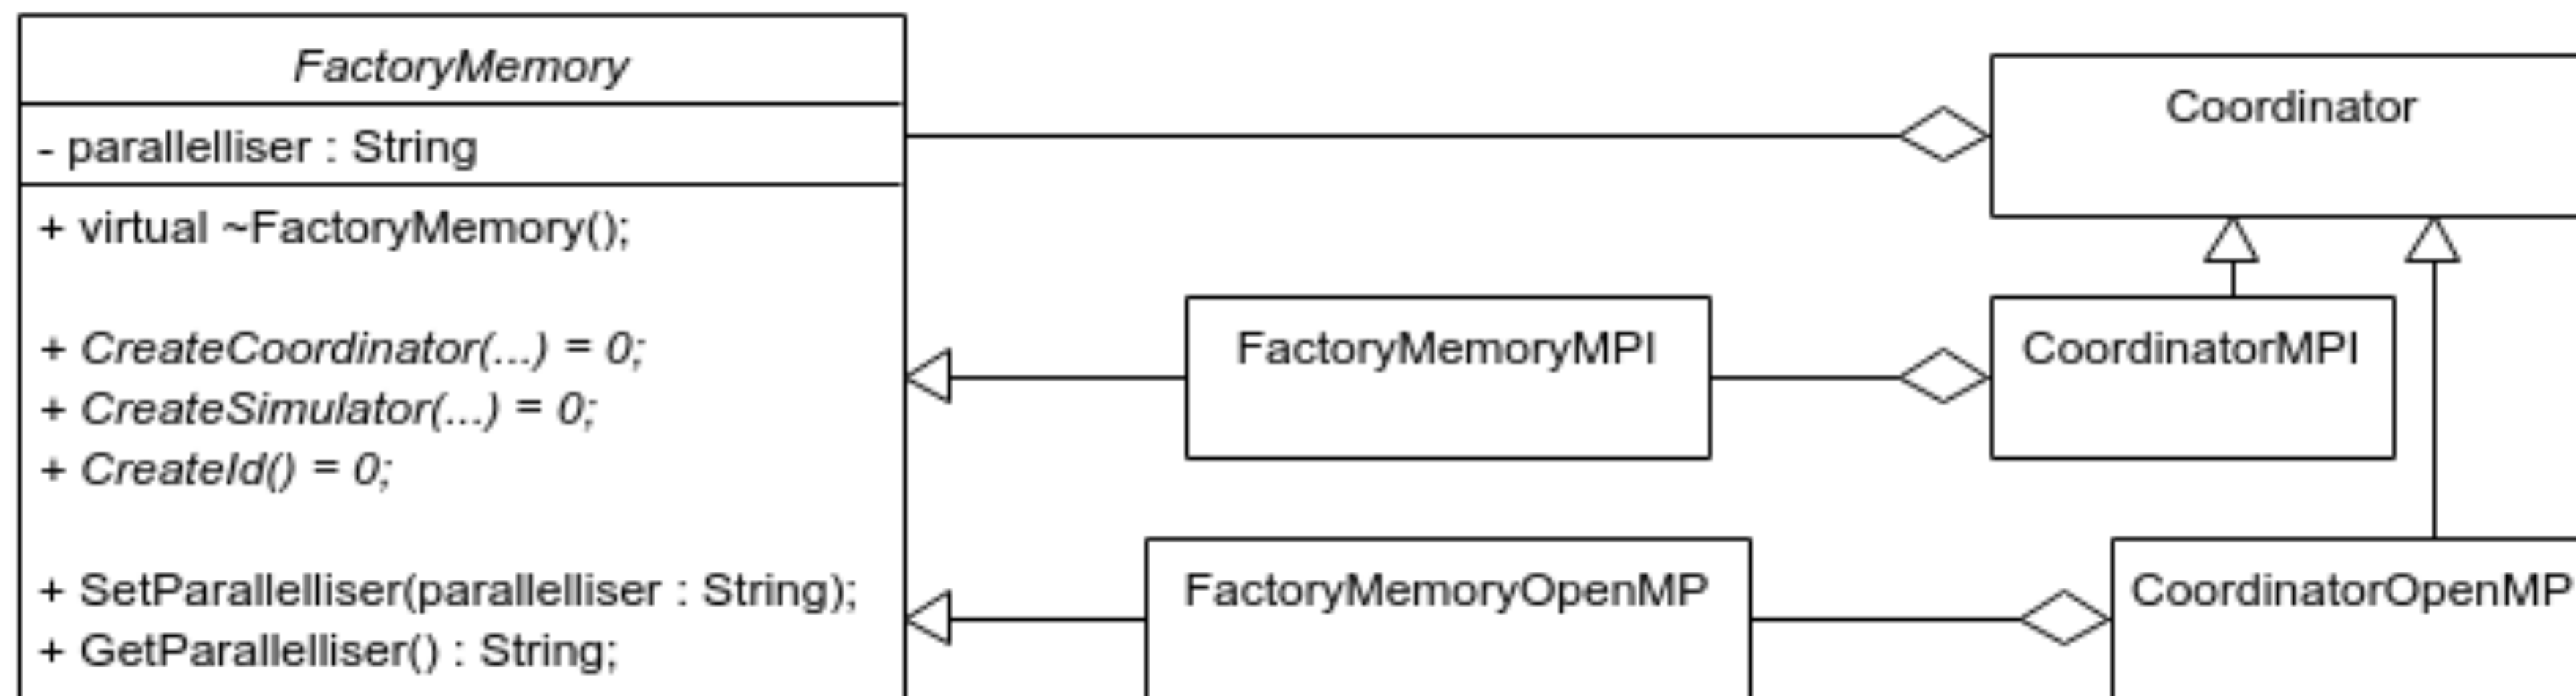 FactoryMemory
- parallelliser : String
+ virtual ~FactoryMemory();
+ CreateCoordinator(...) = 0;
+ CreateSimulator(...) = 0;
+ CreateId() = 0;
+ SetParallelliser(parallelliser : String);
+ GetParallelliser() : String;
Coordinator
FactoryMemoryMPI
CoordinatorMPI
FactoryMemoryOpenMP
CoordinatorOpenMP